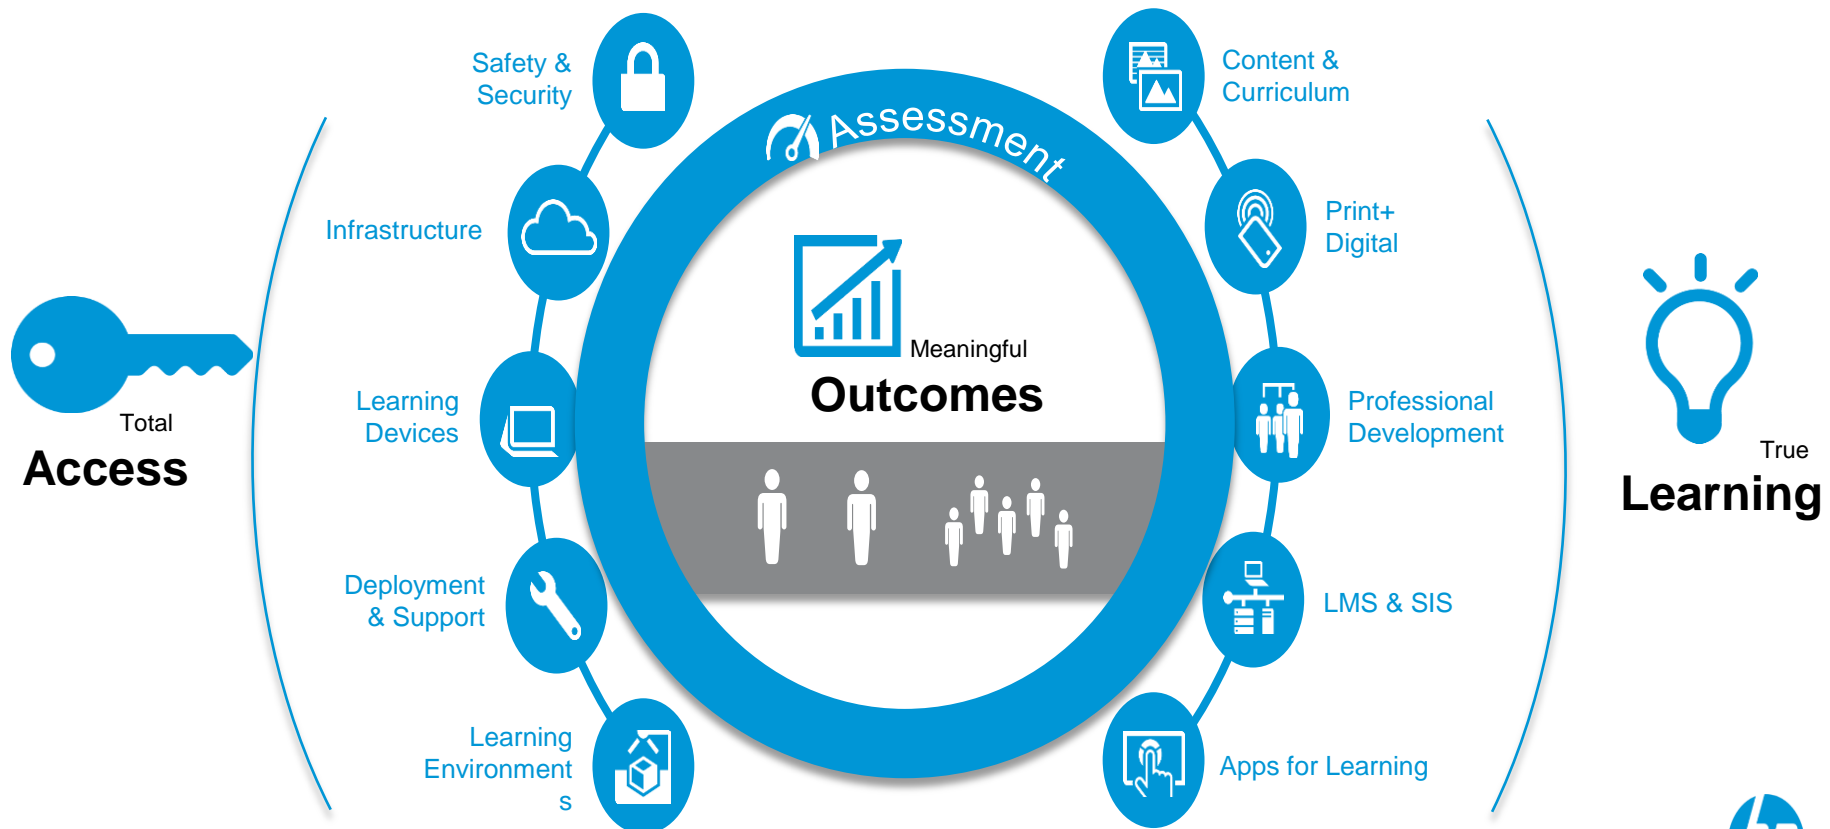 Total
Access
Safety &
Security
Infrastructure
Learning
Devices
Deployment
& Support
Learning
Environment
s
Assessment
Meaningful
Outcomes
Content &
Curriculum
Print+
Digital
Professional
Development
LMS & SIS
Apps for Learning
True
Learning